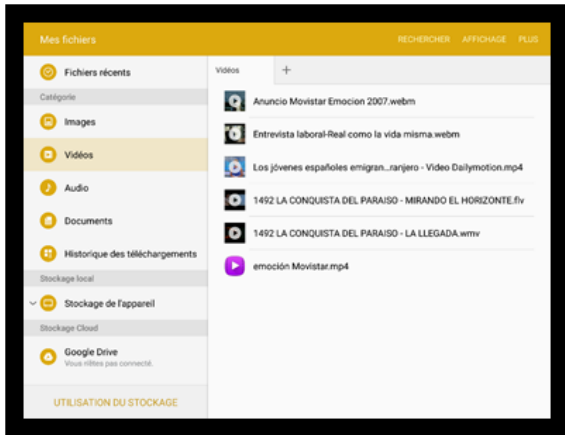 Mes fichiers
RECHERCHER AFFICHAGE PLUS
Fichiers récents
Catégorie
Images
Vidéos
Audio
Documents
Historique des téléchargements
Stockage local
Stockage de l'appareil
Stockage Cloud
Google Drive
Vous n'êtes pas connecté.
UTILISATION DU STOCKAGE
Vidéos +
Anuncio Movistar Emocion 2007.webm
Entrevista laboral-Real como la vida misma.webm
Los jóvenes españoles emigran...ranjero - Video Dailymotion.mp4
1492 LA CONQUISTA DEL PARAISO - MIRANDO EL HORIZONTE.flv
1492 LA CONQUISTA DEL PARAISO - LA LLEGADA.wmv
emoción Movistar.mp4